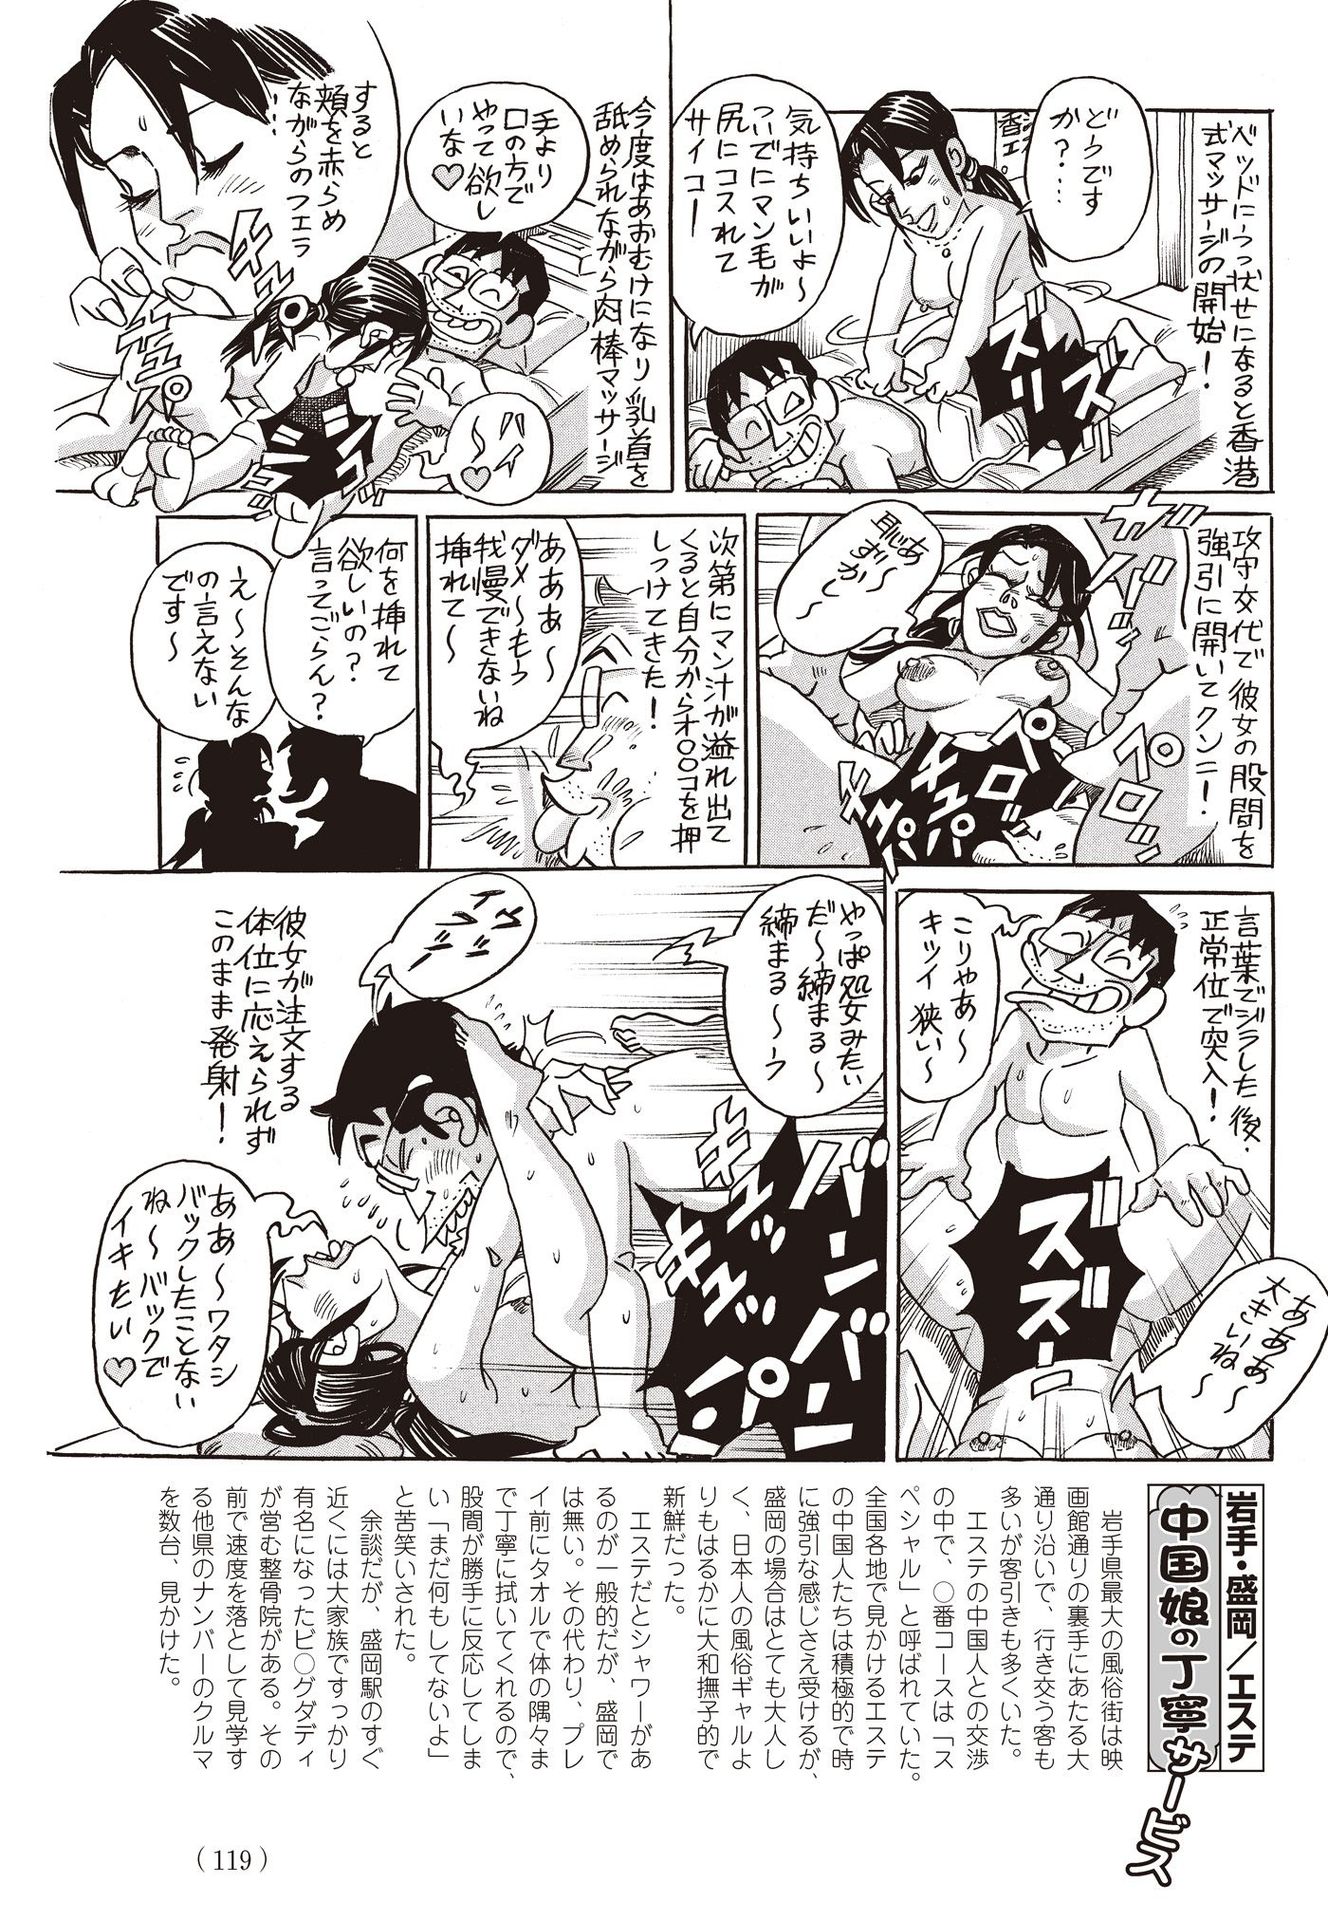 ベッドにうつ伏せになると香港
式マッサージの開始！
どーですか？…
気持ちいいよ〜
ついでにマン毛が
尻にコスれて
サイコー
ズリ
ズズ
今度はあおむけになり乳首を
舐められながら肉棒マッサージ
手より
口の方で
やって欲し
いな♡
ハイ
〜♡
すると
頬を赤らめ
ながらのフェラ
…
攻守交代で彼女の股間を
強引に開いてクンニ！
ガバッ
ああ〜
恥ずかし〜
ペロペロッ
チュパチュパ
次第にマン汁が溢れ出て
くると自分からオ〇〇コを押
しつけてきた！
あああ〜
ダメ〜もう
我慢できないね
挿れて〜
何を挿れて
欲しいの？
言ってごらん？
え〜そんな
の言えない
です〜
言葉でジラした後、
正常位で突入！
こりゃあ〜
キツイ狭い〜
ズズー
あああ〜
大きいね〜
やっぱ処女みたい
だ〜締まる〜
締まる〜ゥ
バンバン
パン
キュッ
キュッ
彼女が注文する
体位に応えられず
このまま発射！
ああ〜ワタシ
バックしたことない
ね〜バックで
イキたい♡
岩手・盛岡／エステ
中国娘の丁寧サービス
岩手県最大の風俗街は映
画館通りの裏手にあたる大
通り沿いで、行き交う客も
多いが客引きも多くいた。
エステの中国人との交渉
の中で、〇番コースは「ス
ペシャル」と呼ばれていた。
全国各地で見かけるエステ
の中国人たちは積極的で時
に強引な感じさえ受けるが、
盛岡の場合はとても大人し
く、日本人の風俗ギャルよ
りもはるかに大和撫子的で
新鮮だった。
エステだとシャワーがあ
るのが一般的だが、盛岡で
は無い。その代わり、プレ
イ前にタオルで体の隅々ま
で丁寧に拭いてくれるので、
股間が勝手に反応してしま
い「まだ何もしてないよ」
と苦笑いされた。
余談だが、盛岡駅のすぐ
近くには大家族ですっかり
有名になったビ〇グダディ
が営む整骨院がある。その
前で速度を落として見学す
る他県のナンバーのクルマ
を数台、見かけた。
（119）